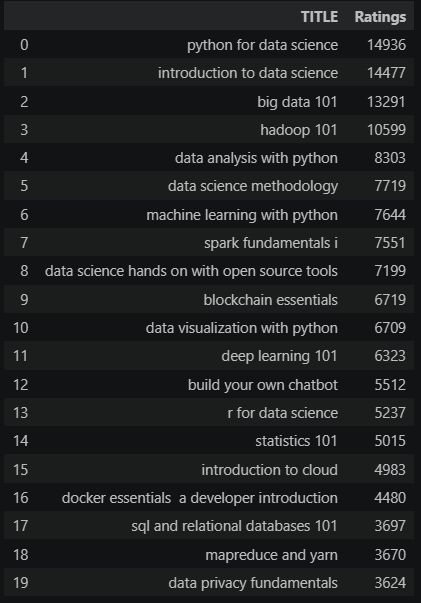 TITLE Ratings
0 python for data science 14936
1 introduction to data science 14477
2 big data 101 13291
3 hadoop 101 10599
4 data analysis with python 8303
5 data science methodology 7719
6 machine learning with python 7644
7 spark fundamentals i 7551
8 data science hands on with open source tools 7199
9 blockchain essentials 6719
10 data visualization with python 6709
11 deep learning 101 6323
12 build your own chatbot 5512
13 r for data science 5237
14 statistics 101 5015
15 introduction to cloud 4983
16 docker essentials  a developer introduction 4480
17 sql and relational databases 101 3697
18 mapreduce and yarn 3670
19 data privacy fundamentals 3624